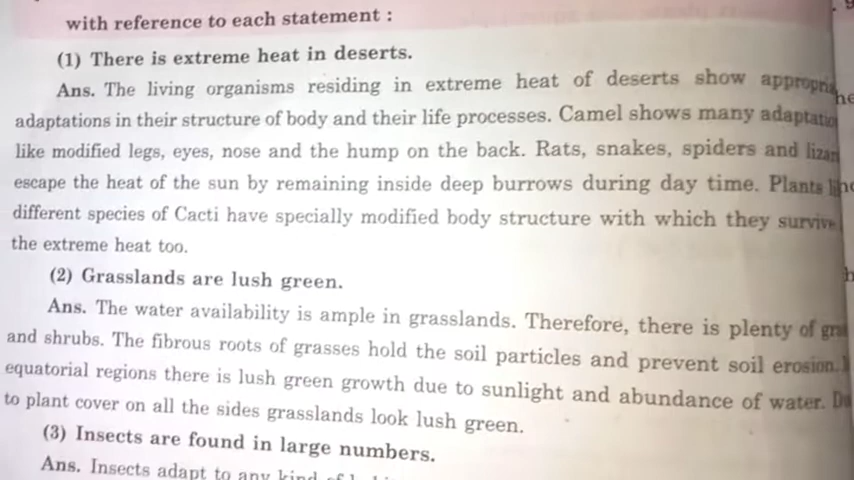 with reference to each statement :
(1) There is extreme heat in deserts.
Ans. The living organisms residing in extreme heat of deserts show
adaptations in their structure of body and their life processes. Camel shows many
like modified legs, eyes, nose and the hump on the back. Rats, snakes, spiders and
escape the heat of the sun by remaining inside deep burrows during day time. Plants
different species of Cacti have specially modified body structure with which they survive
the extreme heat too.
(2) Grasslands are lush green.
Ans. The water availability is ample in grasslands. Therefore, there is plenty of
and shrubs. The fibrous roots of grasses hold the soil particles and prevent soil erosion.
equatorial regions there is lush green growth due to sunlight and abundance of water.
to plant cover on all the sides grasslands look lush green.
(3) Insects are found in large numbers.
Ans. Insects adapt to any kind of